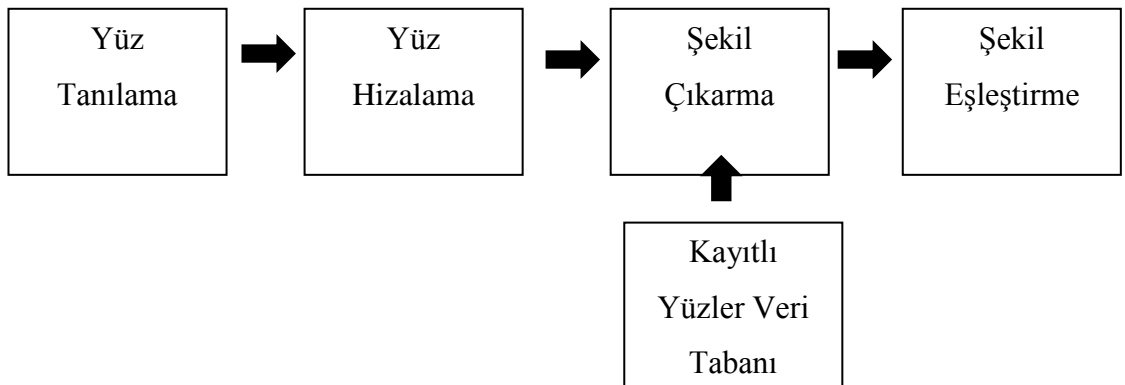 Yüz
Tanılama
Yüz
Hizalama
Şekil
Çıkarma
Şekil
Eşleştirme
Kayıtlı
Yüzler Veri
Tabanı